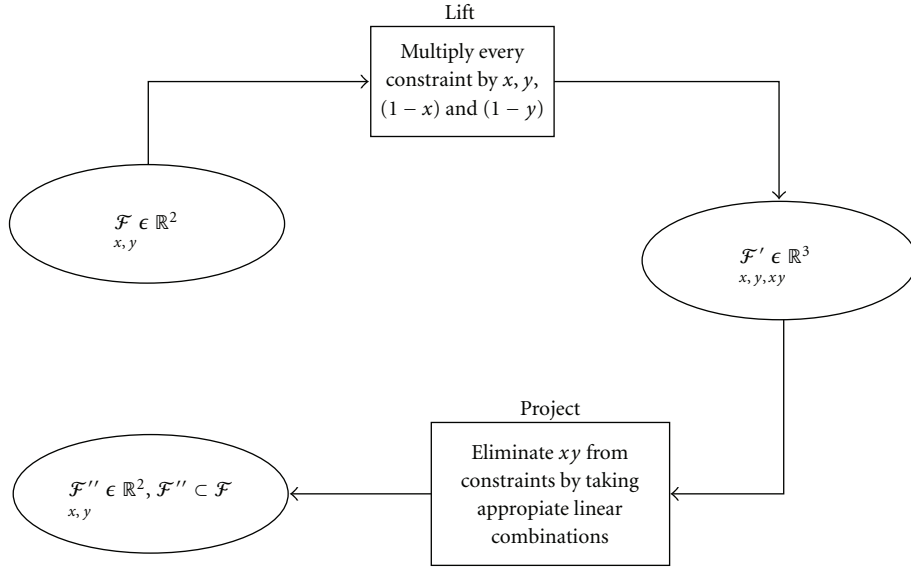 Lift
Multiply every
constraint by x, y,
(1 − x) and (1 − y)
ℱ ϵ ℝ²
x, y
ℱ′ ϵ ℝ³
x, y, xy
Project
Eliminate xy from
constraints by taking
appropiate linear
combinations
ℱ″ ϵ ℝ², ℱ″ ⊂ ℱ
x, y